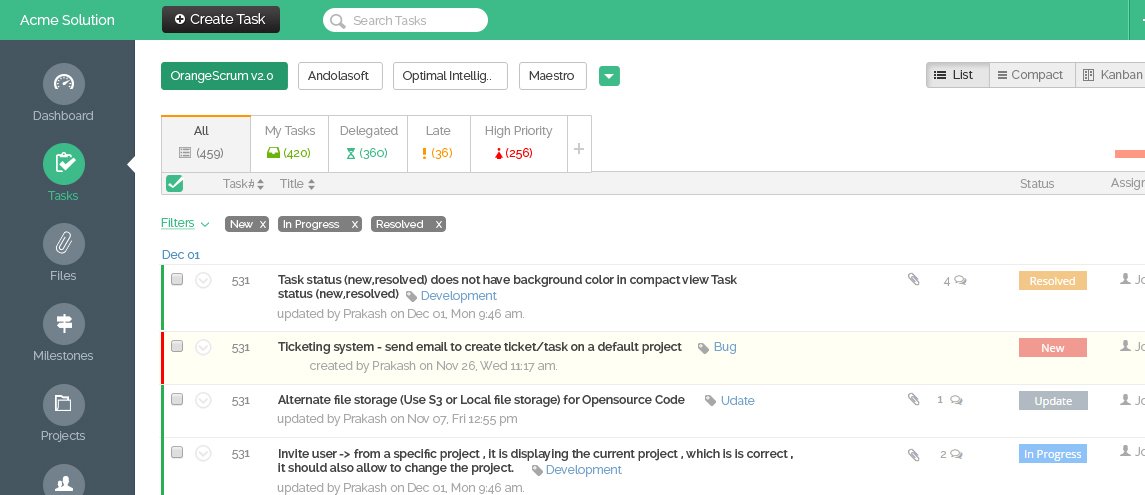 Acme Solution
Create Task
Search Tasks
OrangeScrum v2.0
Andolasoft
Optimal Intellig..
Maestro
List
Compact
Kanban
Dashboard
Tasks
Files
Milestones
Projects
All
(459)
My Tasks
(420)
Delegated
(360)
Late
(36)
High Priority
(256)
+
Task#
Title
Status
Assign
Filters
New x
In Progress x
Resolved x
Dec 01
531
Task status (new,resolved) does not have background color in compact view Task
status (new,resolved) Development
updated by Prakash on Dec 01, Mon 9:46 am.
4
Resolved
Jo
531
Ticketing system - send email to create ticket/task on a default project Bug
created by Prakash on Nov 26, Wed 11:17 am.
New
Jo
531
Alternate file storage (Use S3 or Local file storage) for Opensource Code Udate
updated by Prakash on Nov 07, Fri 12:55 pm
1
Update
Jo
531
Invite user -> from a specific project , it is displaying the current project , which is is correct ,
it should also allow to change the project. Development
updated by Prakash on Dec 01, Mon 9:46 am.
2
In Progress
Jo